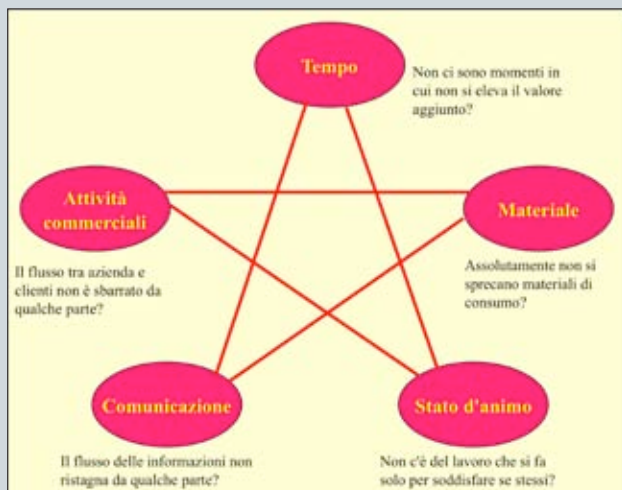 Tempo
Non ci sono momenti in
cui non si eleva il valore
aggiunto?
Attività
commerciali
Il flusso tra azienda e
clienti non è sbarrato da
qualche parte?
Materiale
Assolutamente non si
sprecano materiali di
consumo?
Comunicazione
Il flusso delle informazioni non
ristagna da qualche parte?
Stato d'animo
Non c'è del lavoro che si fa
solo per soddisfare se stessi?